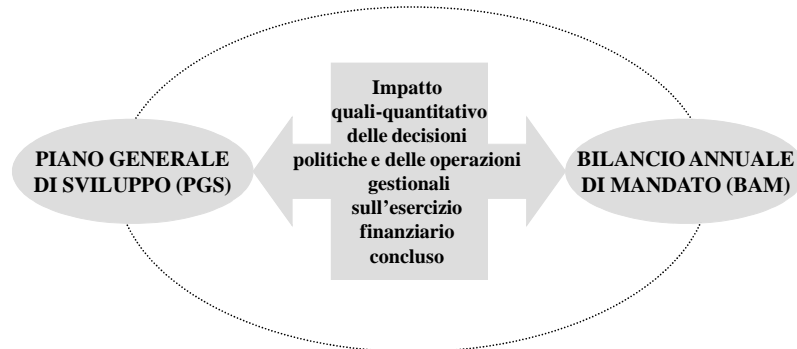 PIANO GENERALE
DI SVILUPPO (PGS)
Impatto
quali-quantitativo
delle decisioni
politiche e delle operazioni
gestionali
sull’esercizio
finanziario
concluso
BILANCIO ANNUALE
DI MANDATO (BAM)